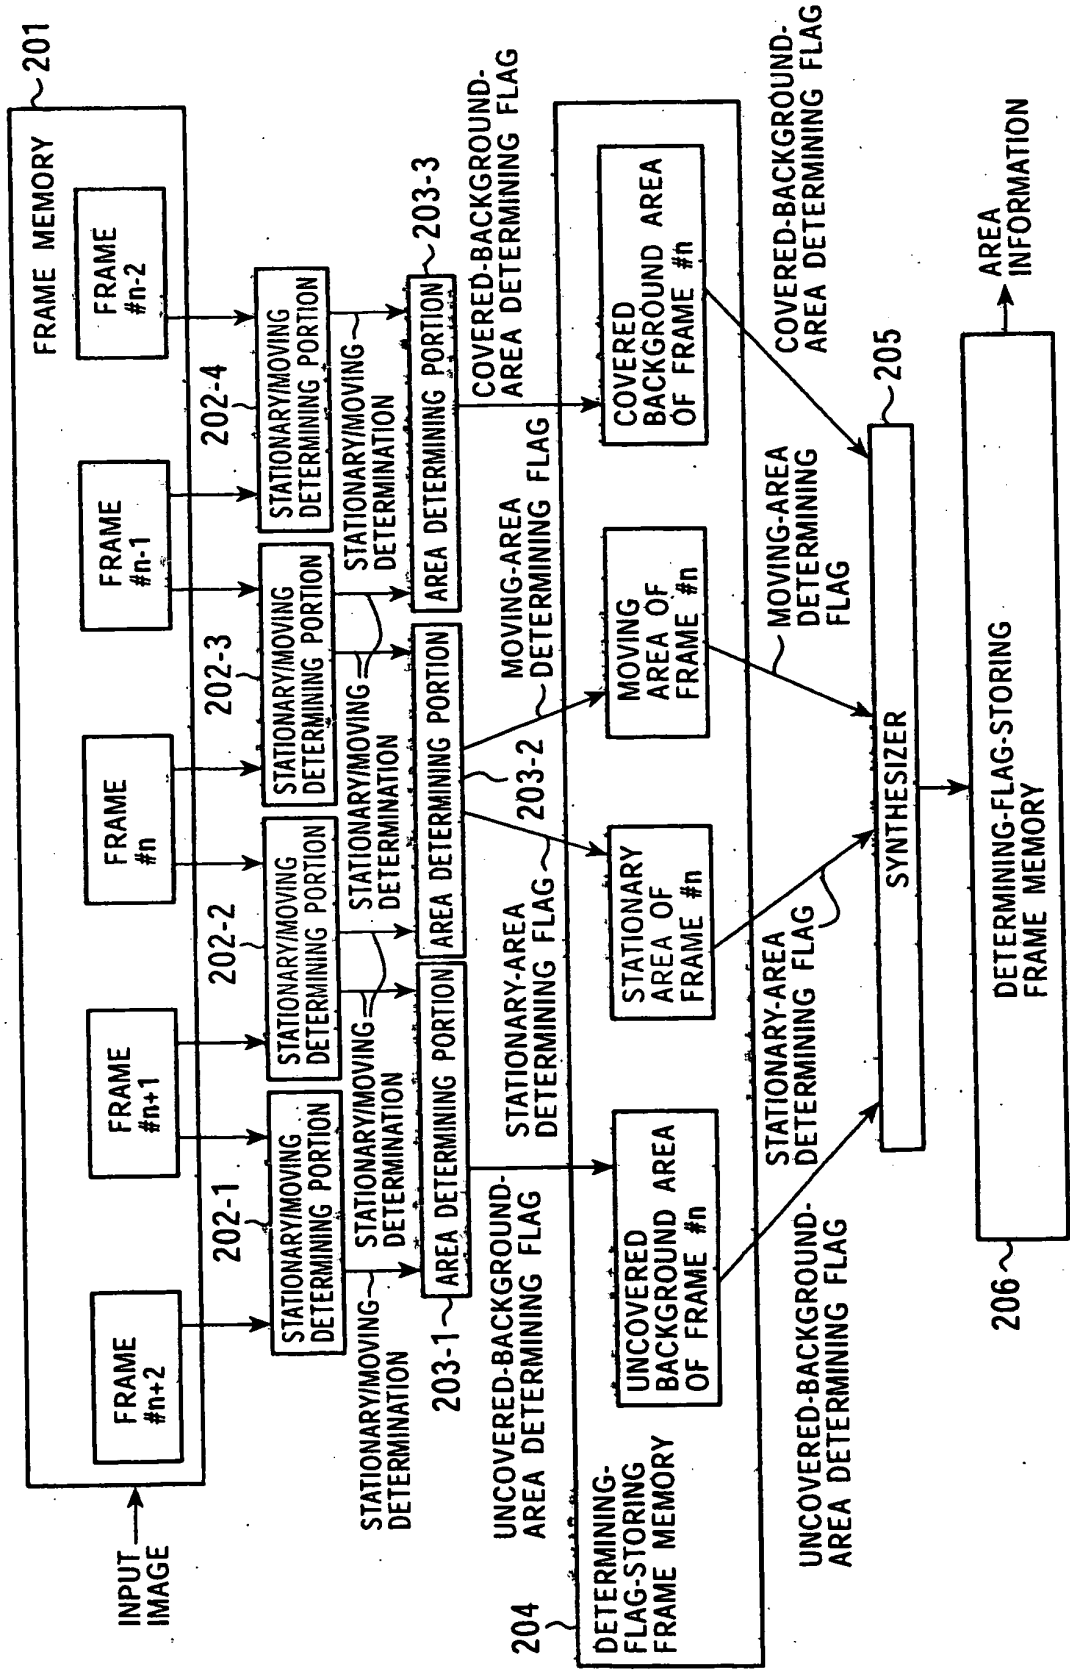 INPUT
IMAGE
201
FRAME MEMORY
FRAME
#n+2
FRAME
#n+1
FRAME
#n
FRAME
#n-1
FRAME
#n-2
202-1
202-2
202-3
202-4
STATIONARY/MOVING
DETERMINING PORTION
STATIONARY/MOVING
DETERMINING PORTION
STATIONARY/MOVING
DETERMINING PORTION
STATIONARY/MOVING
DETERMINING PORTION
STATIONARY/MOVING
DETERMINATION
STATIONARY/MOVING
DETERMINATION
STATIONARY/MOVING
DETERMINATION
STATIONARY/MOVING
DETERMINATION
203-1
AREA DETERMINING PORTION
AREA DETERMINING PORTION
AREA DETERMINING PORTION
203-3
203-2
UNCOVERED-BACKGROUND-
AREA DETERMINING FLAG
STATIONARY-AREA
DETERMINING FLAG
MOVING-AREA
DETERMINING FLAG
COVERED-BACKGROUND-
AREA DETERMINING FLAG
204
DETERMINING-
FLAG-STORING
FRAME MEMORY
UNCOVERED
BACKGROUND AREA
OF FRAME #n
STATIONARY
AREA OF
FRAME #n
MOVING
AREA OF
FRAME #n
COVERED
BACKGROUND AREA
OF FRAME #n
UNCOVERED-BACKGROUND-
AREA DETERMINING FLAG
STATIONARY-AREA
DETERMINING FLAG
MOVING-AREA
DETERMINING
FLAG
COVERED-BACKGROUND-
AREA DETERMINING FLAG
SYNTHESIZER
205
206
DETERMINING-FLAG-STORING
FRAME MEMORY
AREA
INFORMATION